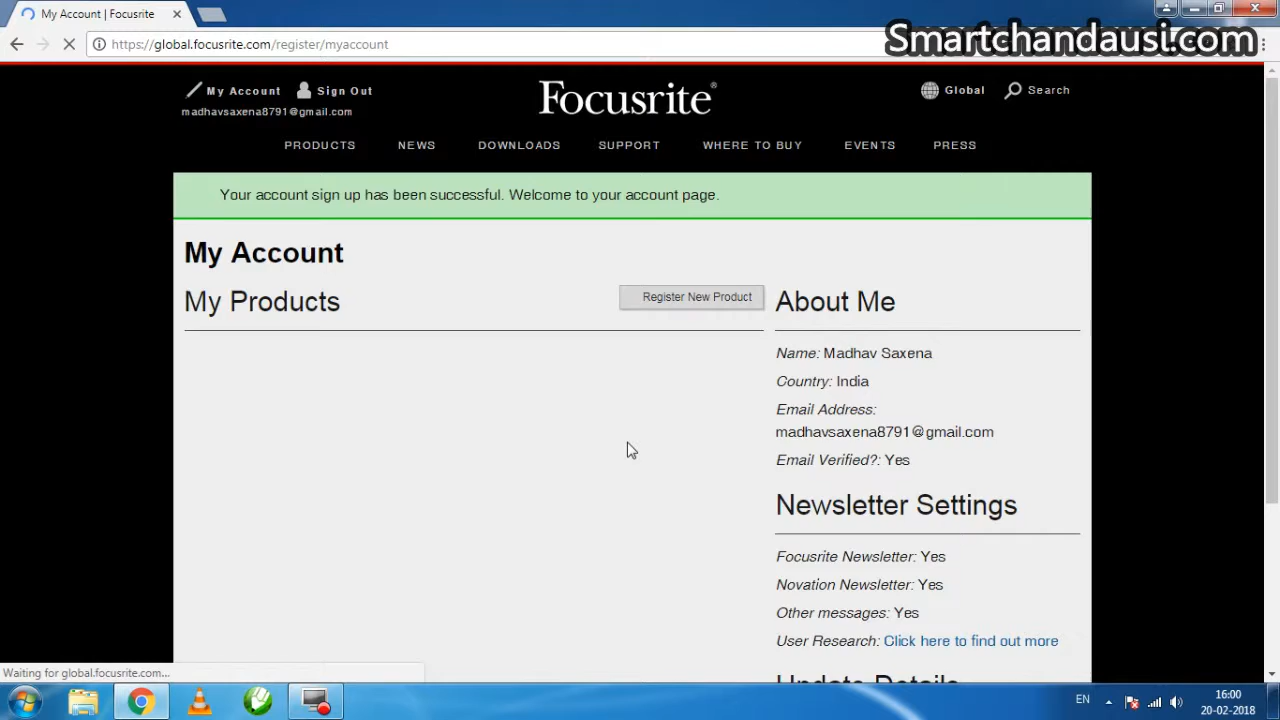 My Account | Focusrite
https://global.focusrite.com/register/myaccount
Smartchandausi.com
My Account Sign Out
madhavsaxena8791@gmail.com
Focusrite®
Global Search
PRODUCTS NEWS DOWNLOADS SUPPORT WHERE TO BUY EVENTS PRESS
Your account sign up has been successful. Welcome to your account page.
My Account
My Products
Register New Product
About Me
Name: Madhav Saxena
Country: India
Email Address:
madhavsaxena8791@gmail.com
Email Verified?: Yes
Newsletter Settings
Focusrite Newsletter: Yes
Novation Newsletter: Yes
Other messages: Yes
User Research: Click here to find out more
Update Details
Waiting for global.focusrite.com...
EN
16:00
20-02-2018